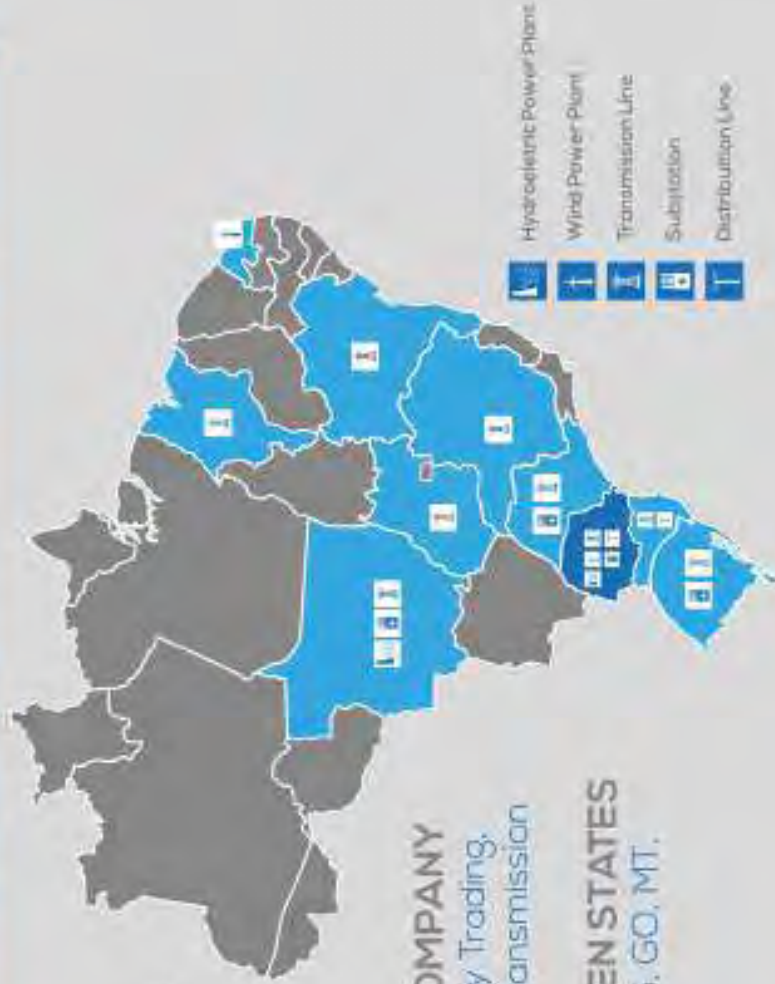 OMPANY
y Trading,
ansmission
EN STATES
, GO, MT.
Hydroeletric Power Plant
Wind Power Plant
Transmission Line
Substation
Distribution Line